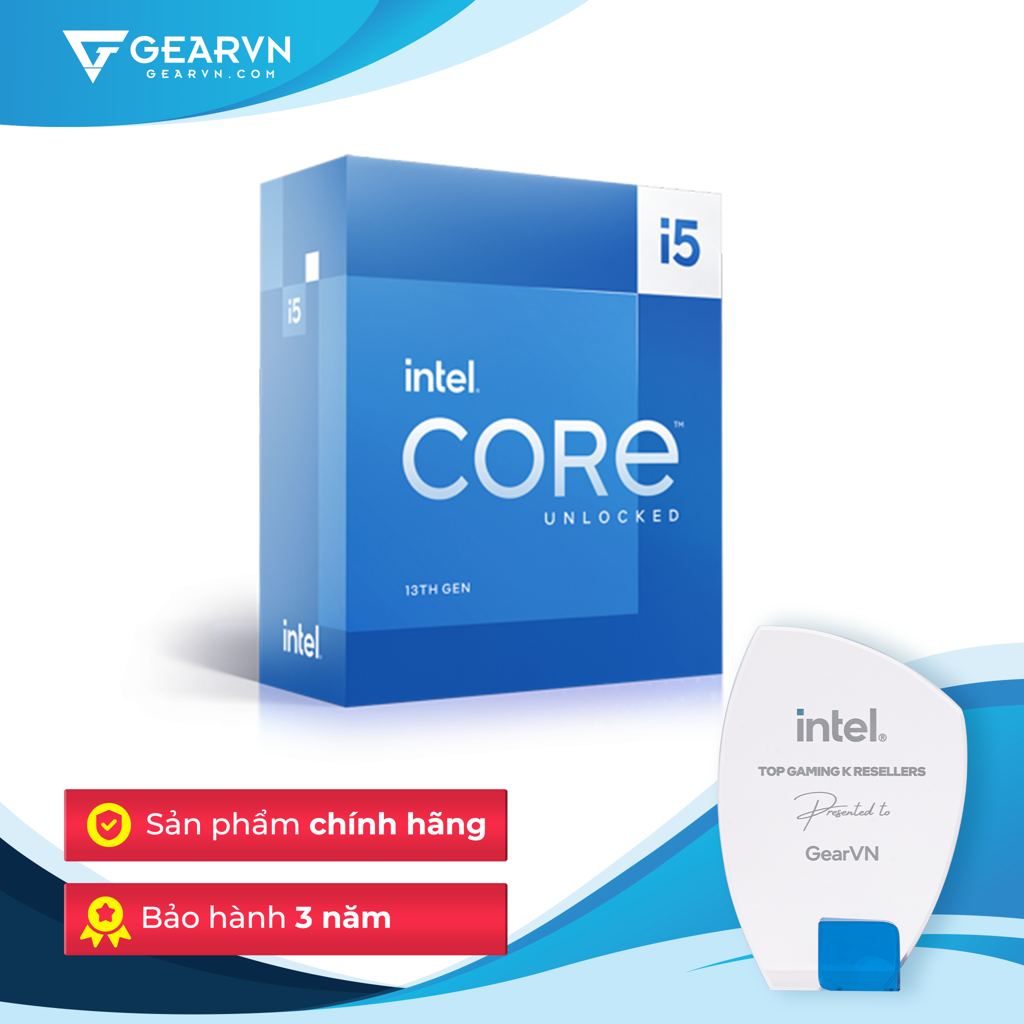 GEARVN
GEARVN.COM
i5
i5
intel.
CORE™
UNLOCKED
13TH GEN
intel.
intel®
TOP GAMING K RESELLERS
Presented to
GearVN
Sản phẩm chính hãng
Bảo hành 3 năm